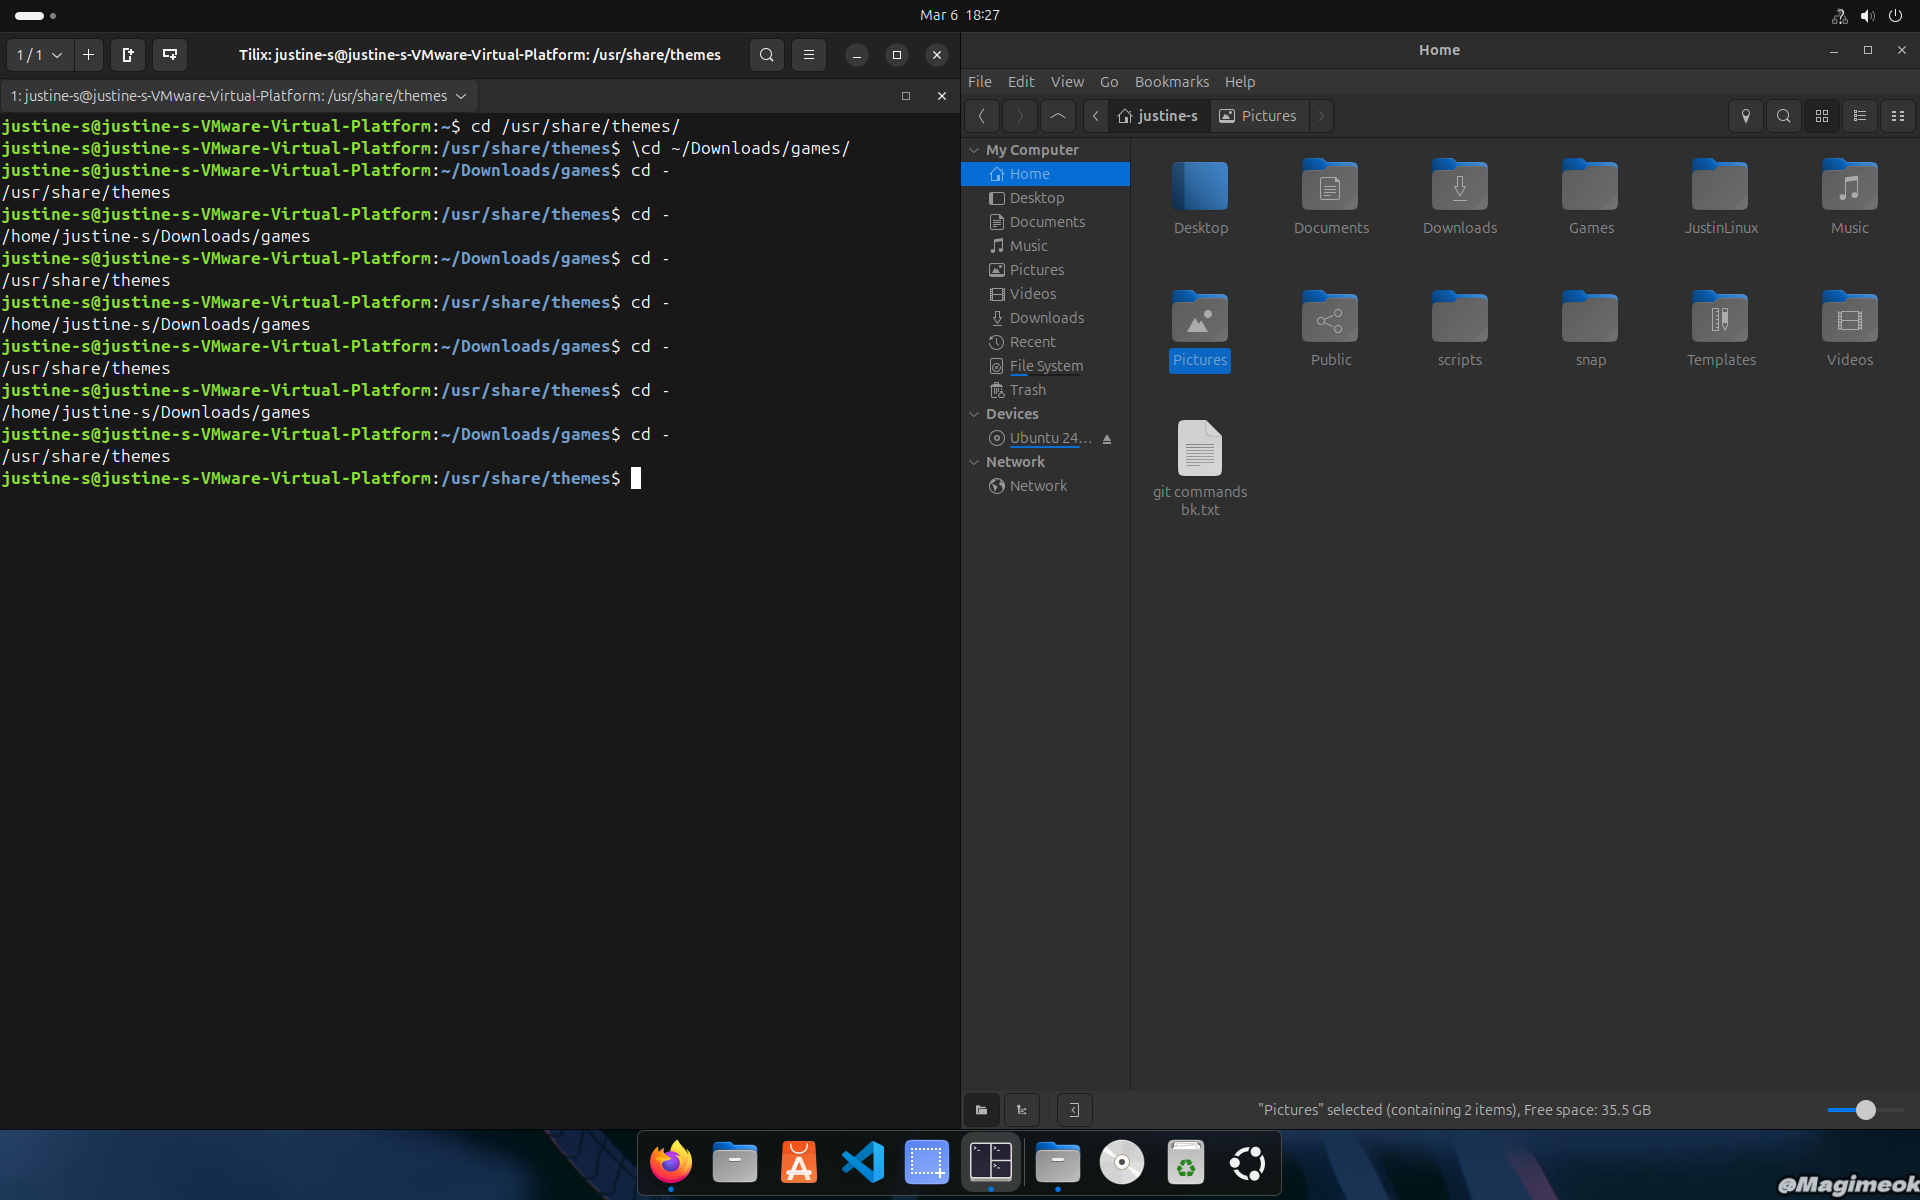 Mar 6 18:27
1 / 1
Tilix: justine-s@justine-s-VMware-Virtual-Platform: /usr/share/themes
1: justine-s@justine-s-VMware-Virtual-Platform: /usr/share/themes
justine-s@justine-s-VMware-Virtual-Platform:~$ cd /usr/share/themes/
justine-s@justine-s-VMware-Virtual-Platform:/usr/share/themes$ \cd ~/Downloads/games/
justine-s@justine-s-VMware-Virtual-Platform:~/Downloads/games$ cd -
/usr/share/themes
justine-s@justine-s-VMware-Virtual-Platform:/usr/share/themes$ cd -
/home/justine-s/Downloads/games
justine-s@justine-s-VMware-Virtual-Platform:~/Downloads/games$ cd -
/usr/share/themes
justine-s@justine-s-VMware-Virtual-Platform:/usr/share/themes$ cd -
/home/justine-s/Downloads/games
justine-s@justine-s-VMware-Virtual-Platform:~/Downloads/games$ cd -
/usr/share/themes
justine-s@justine-s-VMware-Virtual-Platform:/usr/share/themes$ cd -
/home/justine-s/Downloads/games
justine-s@justine-s-VMware-Virtual-Platform:~/Downloads/games$ cd -
/usr/share/themes
justine-s@justine-s-VMware-Virtual-Platform:/usr/share/themes$
Home
File Edit View Go Bookmarks Help
justine-s Pictures
My Computer
Home
Desktop
Documents
Music
Pictures
Videos
Downloads
Recent
File System
Trash
Devices
Ubuntu 24...
Network
Network
Desktop Documents Downloads Games JustinLinux Music
Pictures Public scripts snap Templates Videos
git commands
bk.txt
"Pictures" selected (containing 2 items), Free space: 35.5 GB
@Magimeok